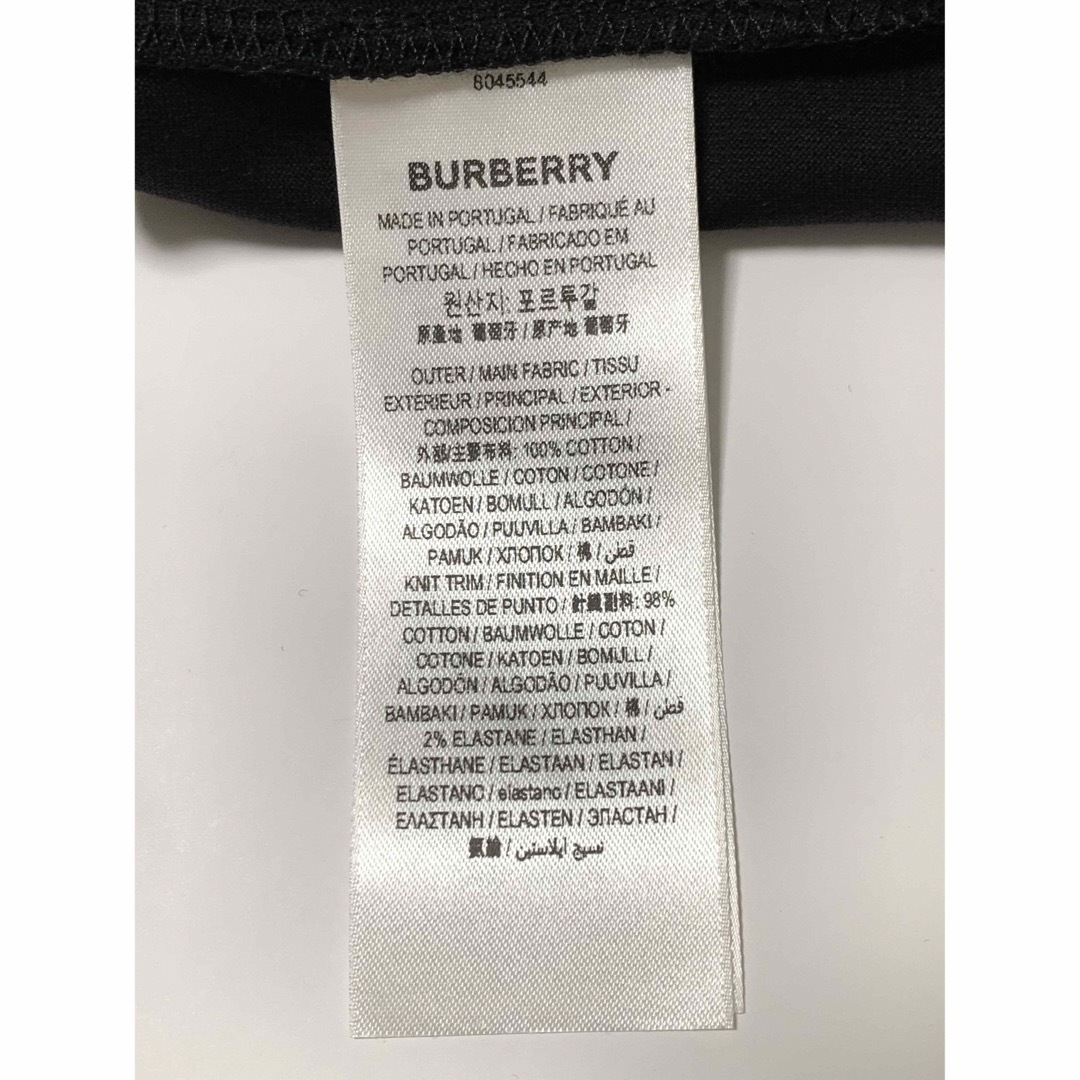 8045544
BURBERRY
MADE IN PORTUGAL / FABRIQUÉ AU
PORTUGAL / FABRICADO EM
PORTUGAL / HECHO EN PORTUGAL
원산지: 포르투갈
原產地 葡萄牙 / 原产地 葡萄牙
OUTER / MAIN FABRIC / TISSU
EXTERIEUR / PRINCIPAL / EXTERIOR -
COMPOSICION PRINCIPAL /
外部/主要布料: 100% COTTON /
BAUMWOLLE / COTON / COTONE /
KATOEN / BOMULL / ALGODÓN /
ALGODÃO / PUUVILLA / BAMBAKI /
PAMUK / ХЛОПОК / 棉 / قطن
KNIT TRIM / FINITION EN MAILLE /
DETALLES DE PUNTO / 針織副料: 98%
COTTON / BAUMWOLLE / COTON /
COTONE / KATOEN / BOMULL /
ALGODÓN / ALGODÃO / PUUVILLA /
BAMBAKI / PAMUK / ХЛОПОК / 棉 / قطن
2% ELASTANE / ELASTHAN /
ÉLASTHANE / ELASTAAN / ELASTAN /
ELASTANO / elastano / ELASTAANI /
ΕΛΑΣΤΑΝΗ / ELASTEN / ЭЛАСТАН /
氨綸 / نسيج أيلاستين